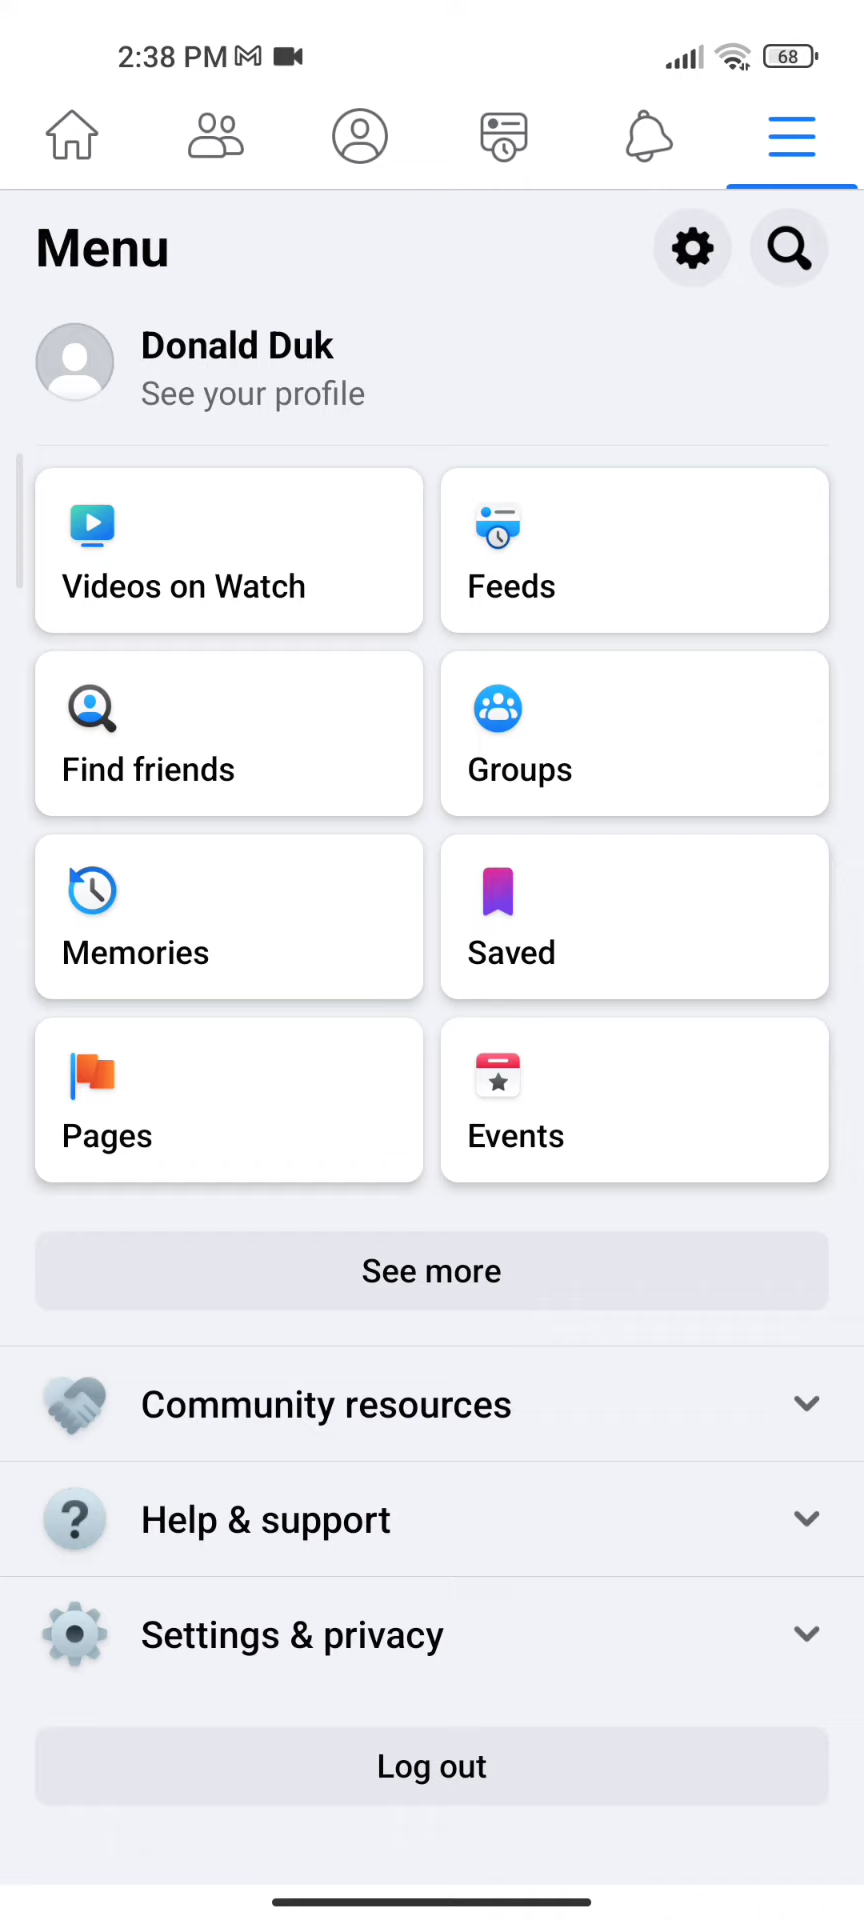 2:38 PM
68
Menu
Donald Duk
See your profile
Videos on Watch
Feeds
Find friends
Groups
Memories
Saved
Pages
Events
See more
Community resources
Help & support
Settings & privacy
Log out